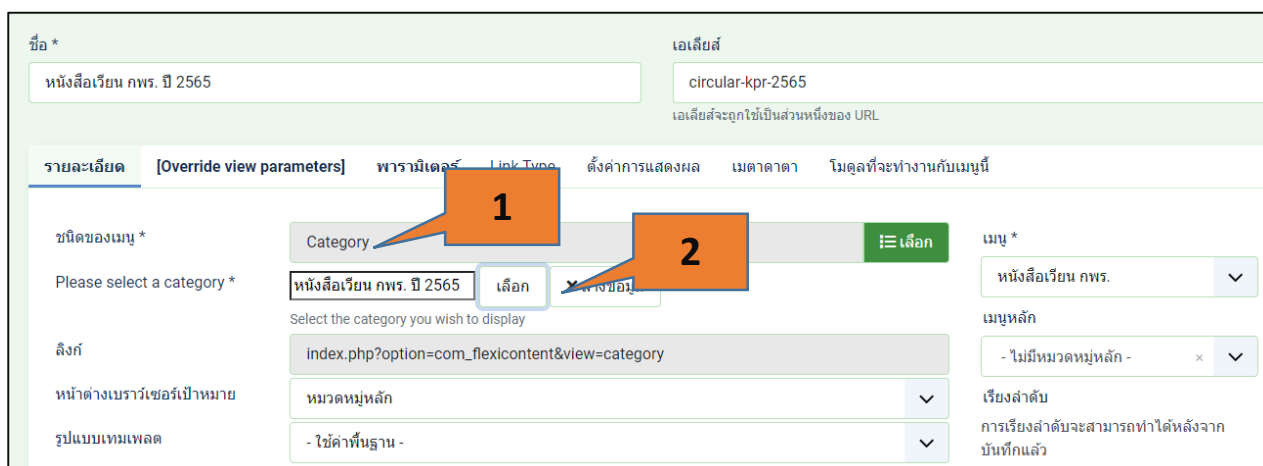 ชื่อ *
เอเลียส์
หนังสือเวียน กพร. ปี 2565
circular-kpr-2565
เอเลียส์จะถูกใช้เป็นส่วนหนึ่งของ URL
รายละเอียด [Override view parameters] พารามิเตอร์ Link Type ตั้งค่าการแสดงผล เมตาดาตา โมดูลที่จะทำงานกับเมนูนี้
1
ชนิดของเมนู *
Category
เลือก
2
เมนู *
Please select a category *
หนังสือเวียน กพร. ปี 2565
เลือก
หนังสือเวียน กพร.
Select the category you wish to display
เมนูหลัก
ลิงก์
index.php?option=com_flexicontent&view=category
- ไม่มีหมวดหมู่หลัก - ×
หน้าต่างเบราว์เซอร์เป้าหมาย
หมวดหมู่หลัก
เรียงลำดับ
รูปแบบเทมเพลต
- ใช้ค่าพื้นฐาน -
การเรียงลำดับจะสามารถทำได้หลังจาก
บันทึกแล้ว